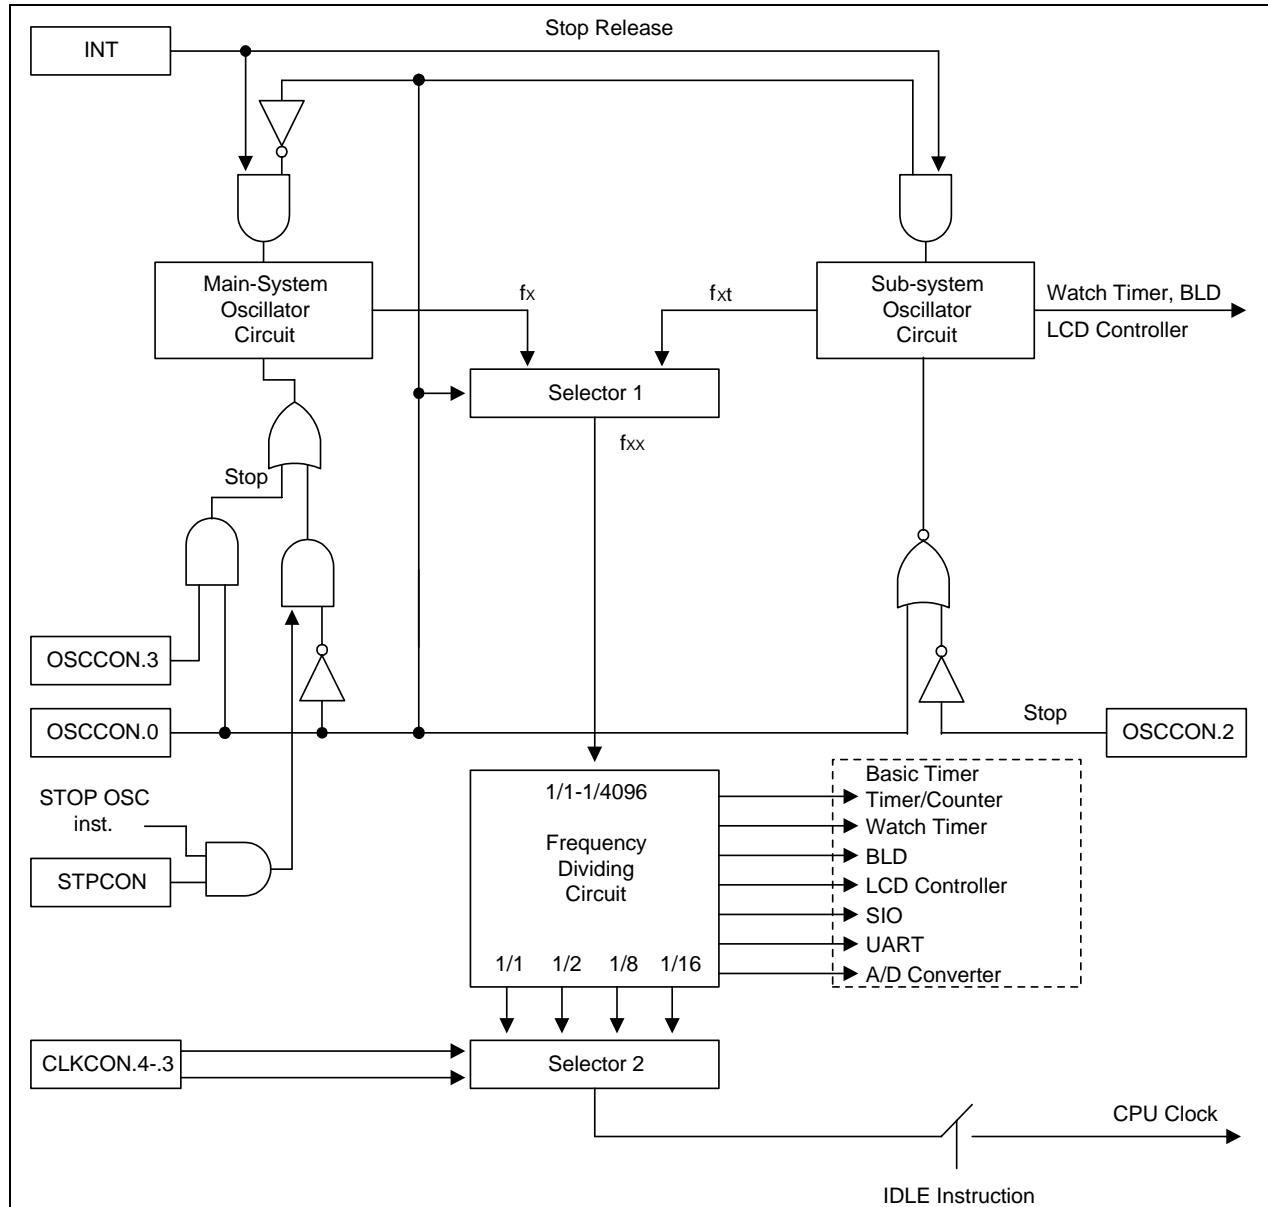 Stop Release
INT
Main-System
Oscillator
Circuit
fx
fxt
Sub-system
Oscillator
Circuit
Watch Timer, BLD
LCD Controller
Selector 1
fxx
Stop
OSCCON.3
OSCCON.0
Stop
OSCCON.2
STOP OSC
inst.
STPCON
1/1-1/4096
Frequency
Dividing
Circuit
1/1 1/2 1/8 1/16
Basic Timer
Timer/Counter
Watch Timer
BLD
LCD Controller
SIO
UART
A/D Converter
CLKCON.4-.3
Selector 2
CPU Clock
IDLE Instruction